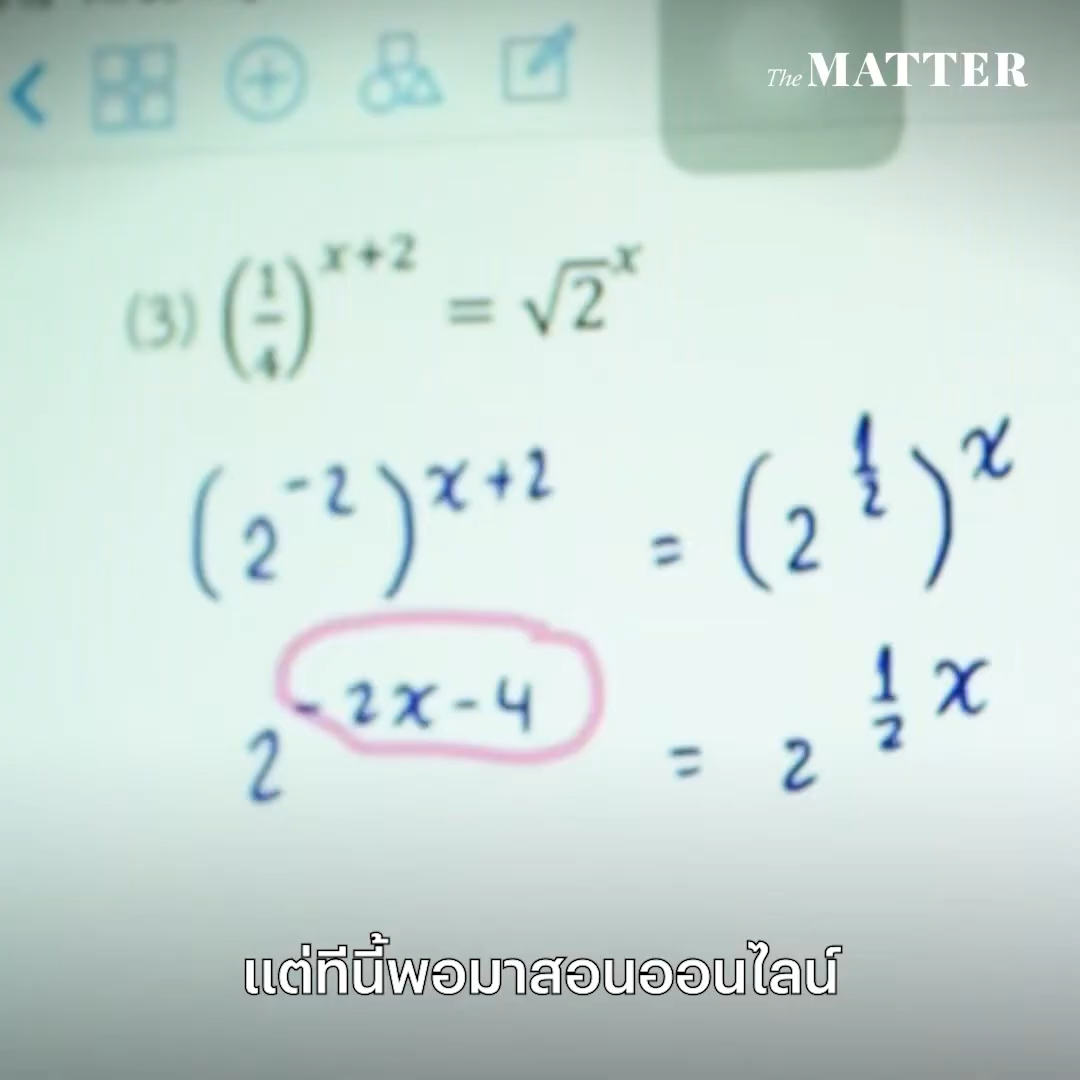 The MATTER
(3) (1/4)^{x+2} = √2^x
(2^{-2})^{x+2} = (2^{1/2})^x
2^{-2x-4} = 2^{1/2 x}
แต่ทีนี้พอมาสอนออนไลน์